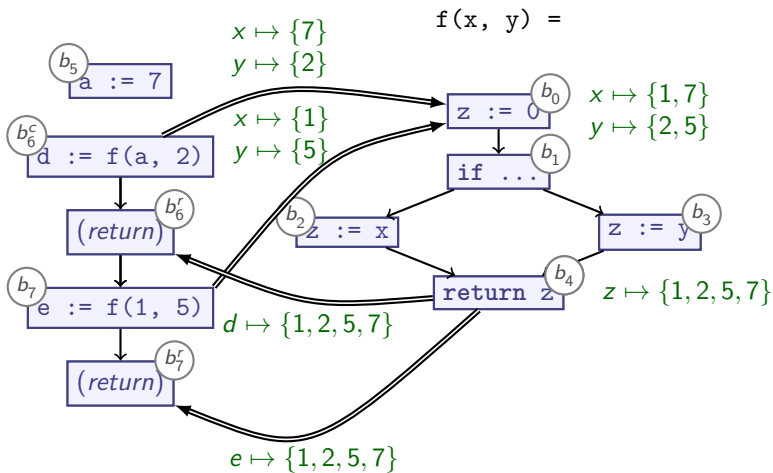 f(x, y) =
x ↦ {7}
y ↦ {2}
b₅
a := 7
b₀
z := 0
x ↦ {1, 7}
y ↦ {2, 5}
x ↦ {1}
y ↦ {5}
b₆ᶜ
d := f(a, 2)
b₁
if ...
b₆ʳ
(return)
b₂
z := x
b₃
z := y
b₇
e := f(1, 5)
b₄
return z
z ↦ {1, 2, 5, 7}
d ↦ {1, 2, 5, 7}
b₇ʳ
(return)
e ↦ {1, 2, 5, 7}